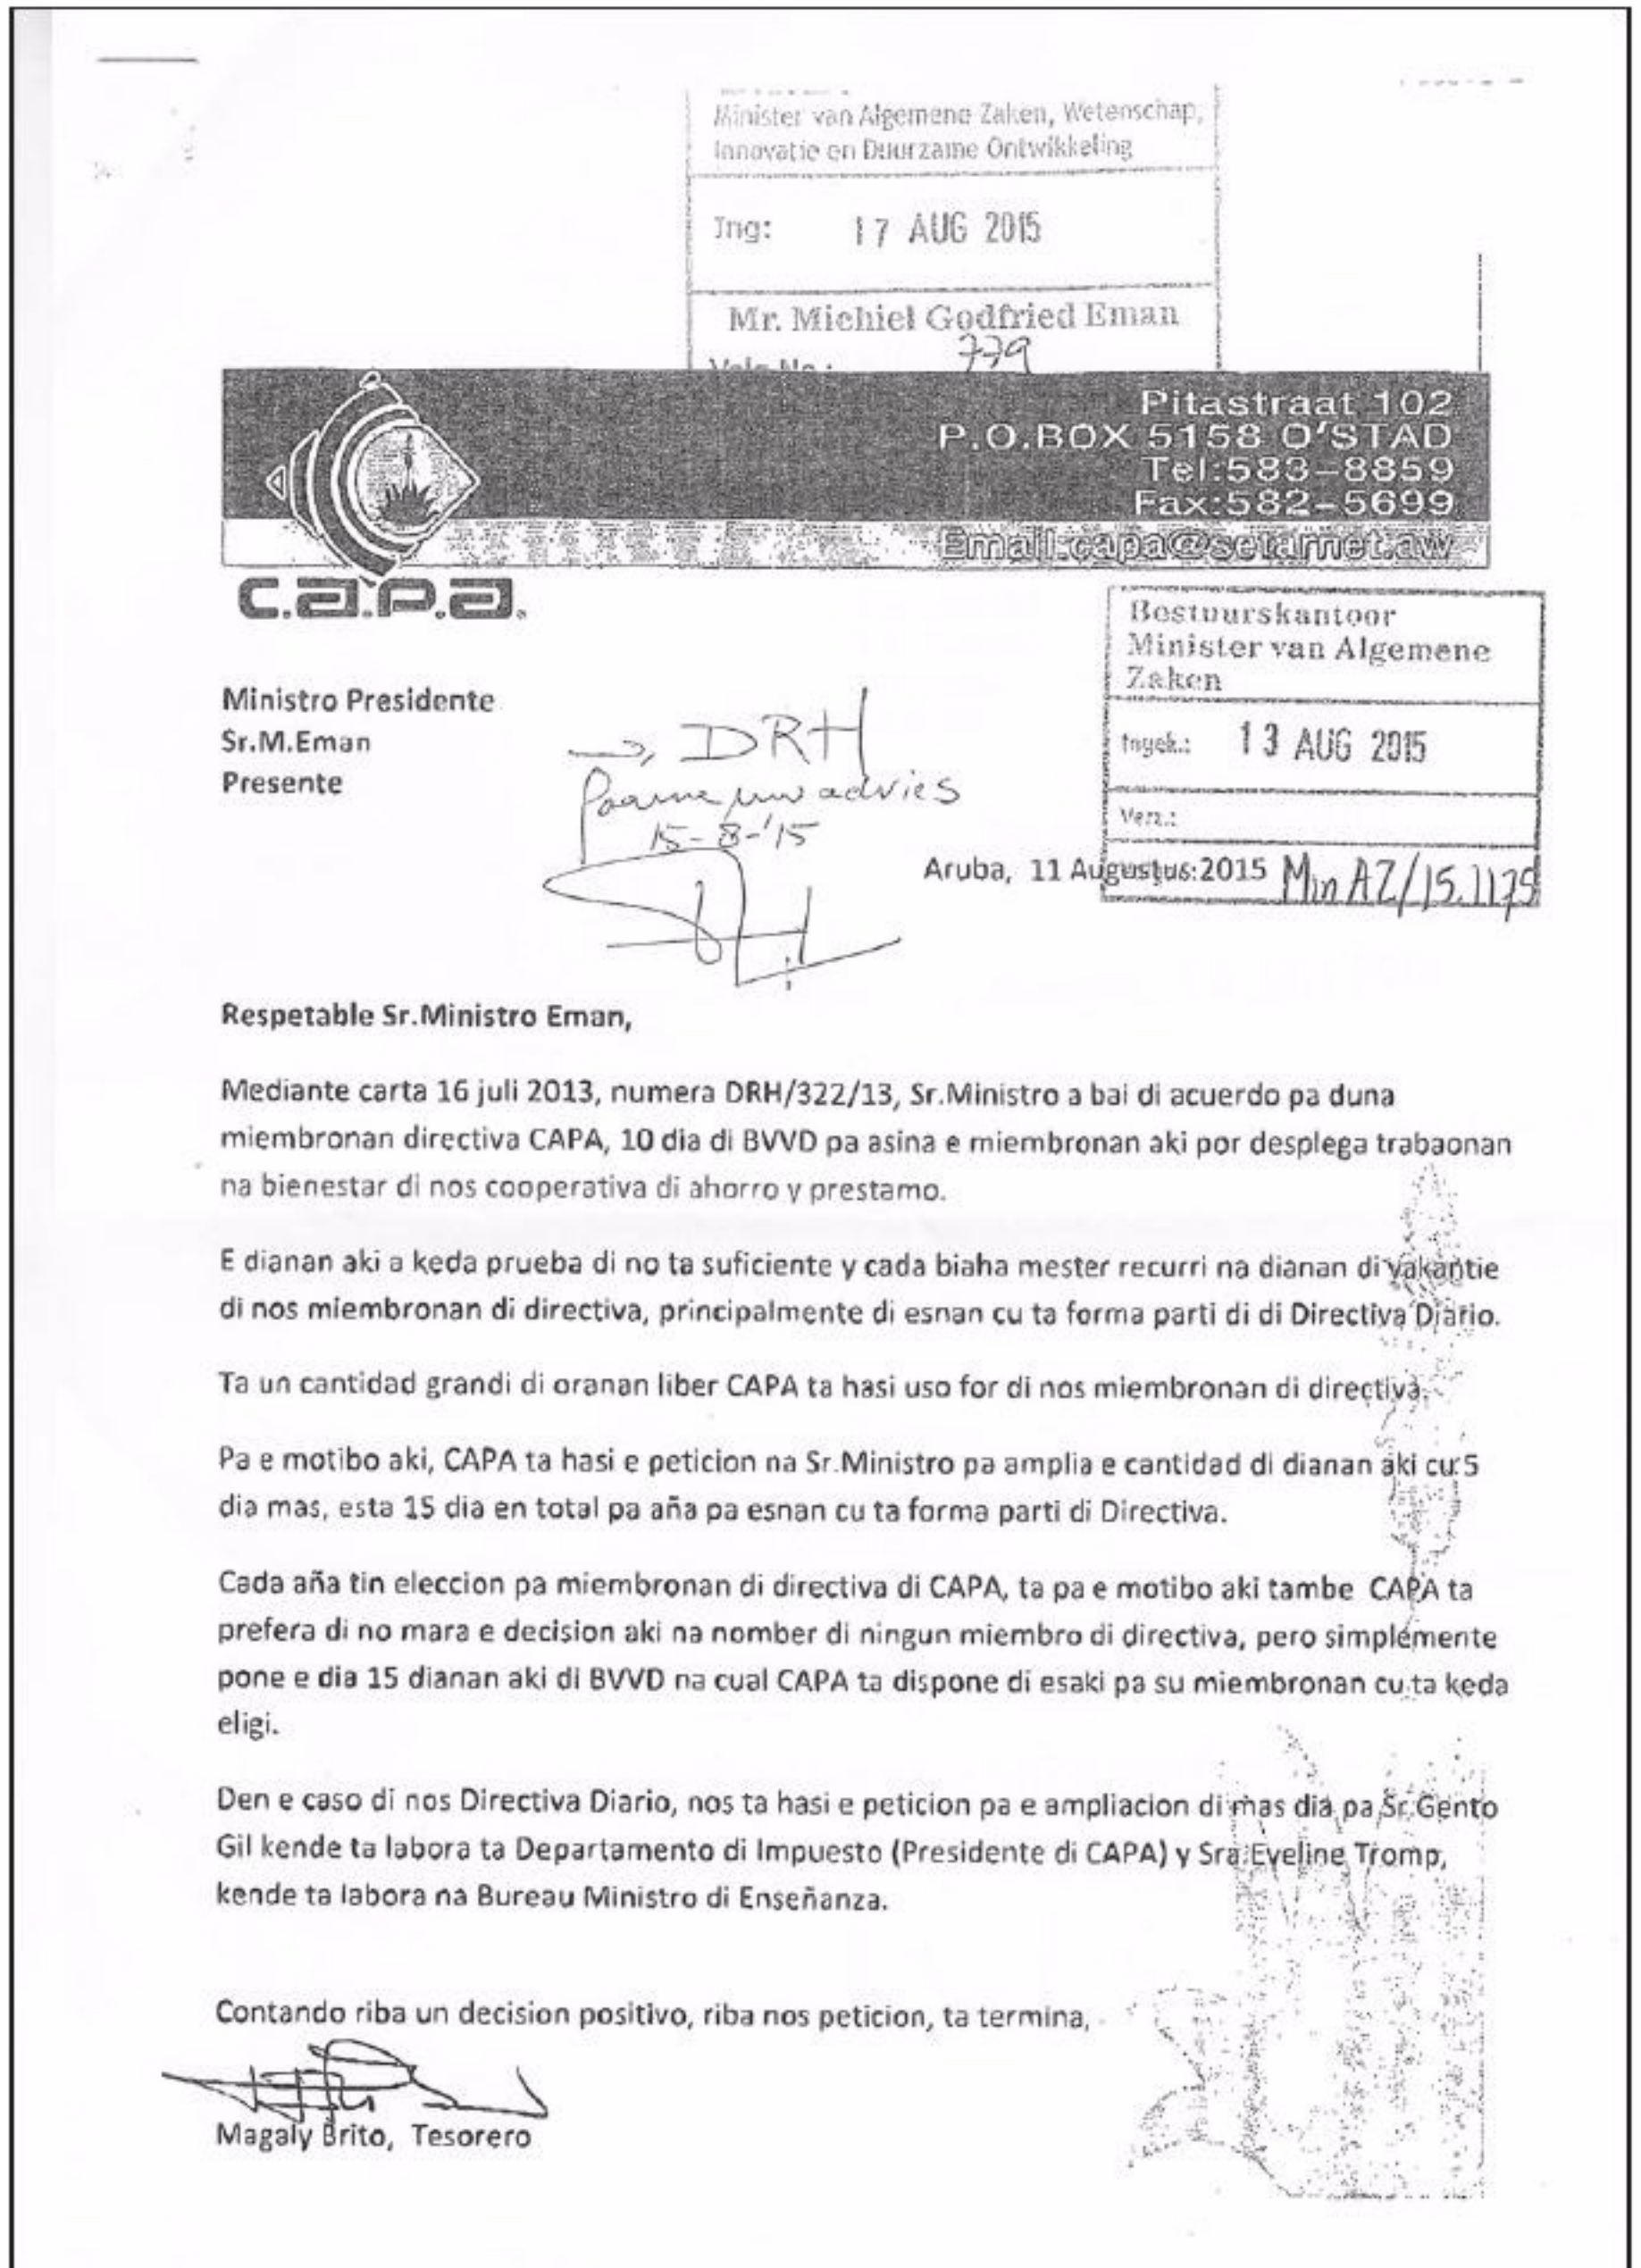 Minister van Algemene Zaken, Wetenschap,
Innovatie en Duurzame Ontwikkeling
Ing: 17 AUG 2015
Mr. Michiel Godfried Eman
779
Pitastraat 102
P.O.BOX 5158 O'STAD
Tel:583-8859
Fax:582-5699
Email:capa@setarnet.aw
c.a.p.a.
Bestuurskantoor
Minister van Algemene
Zaken
Ingek.: 13 AUG 2015
Verz.:
Min AZ/15.1175
Ministro Presidente
Sr.M.Eman
Presente
→ DRH
uw advies
15-8-'15
Aruba, 11 Augustus 2015
Respetable Sr.Ministro Eman,
Mediante carta 16 juli 2013, numera DRH/322/13, Sr.Ministro a bai di acuerdo pa duna
miembronan directiva CAPA, 10 dia di BVVD pa asina e miembronan aki por desplega trabaonan
na bienestar di nos cooperativa di ahorro y prestamo.
E dianan aki a keda prueba di no ta suficiente y cada biaha mester recurri na dianan di vakantie
di nos miembronan di directiva, principalmente di esnan cu ta forma parti di di Directiva Diario.
Ta un cantidad grandi di oranan liber CAPA ta hasi uso for di nos miembronan di directiva.
Pa e motibo aki, CAPA ta hasi e peticion na Sr.Ministro pa amplia e cantidad di dianan aki cu 5
dia mas, esta 15 dia en total pa aña pa esnan cu ta forma parti di Directiva.
Cada aña tin eleccion pa miembronan di directiva di CAPA, ta pa e motibo aki tambe CAPA ta
prefera di no mara e decision aki na nomber di ningun miembro di directiva, pero simplemente
pone e dia 15 dianan aki di BVVD na cual CAPA ta dispone di esaki pa su miembronan cu ta keda
eligi.
Den e caso di nos Directiva Diario, nos ta hasi e peticion pa e ampliacion di mas dia pa Sr.Gento
Gil kende ta labora ta Departamento di Impuesto (Presidente di CAPA) y Sra.Eveline Tromp,
kende ta labora na Bureau Ministro di Enseñanza.
Contando riba un decision positivo, riba nos peticion, ta termina,
Magaly Brito, Tesorero